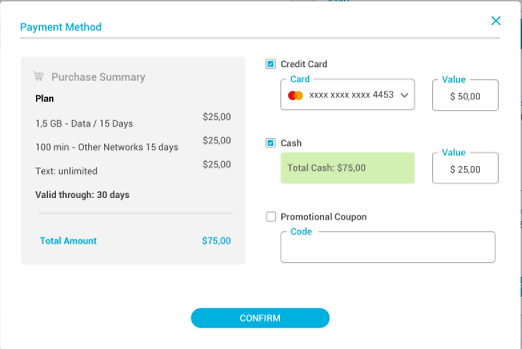 Payment Method
Purchase Summary
Plan
1,5 GB - Data / 15 Days $25,00
100 min - Other Networks 15 days $25,00
Text: unlimited $25,00
Valid through: 30 days
Total Amount $75,00
Credit Card
Card
xxxx xxxx xxxx 4453
Value
$ 50,00
Cash
Total Cash: $75,00
Value
$ 25,00
Promotional Coupon
Code
CONFIRM